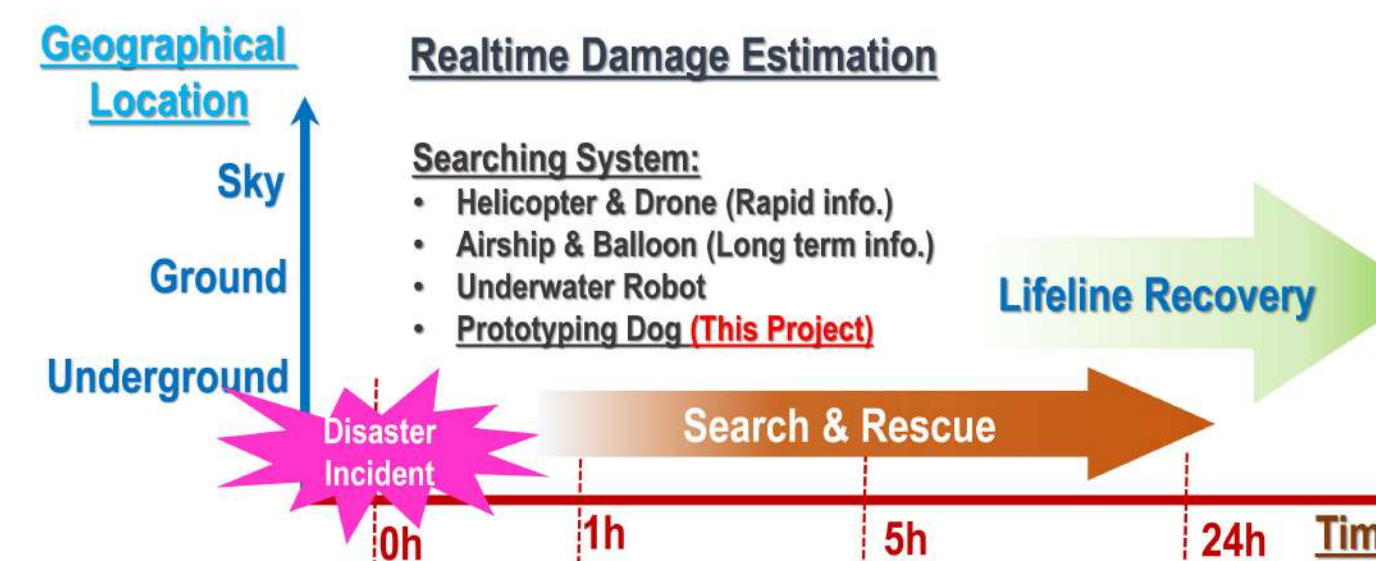 Geographical
Location
Realtime Damage Estimation
Sky
Ground
Underground
Searching System:
• Helicopter & Drone (Rapid info.)
• Airship & Balloon (Long term info.)
• Underwater Robot
• Prototyping Dog (This Project)
Lifeline Recovery
Disaster
Incident
Search & Rescue
0h
1h
5h
24h
Tim